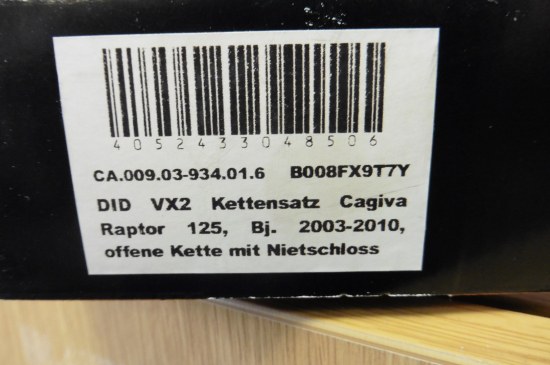 4052433048506
CA.009.03-934.01.6 B008FX9T7Y
DID VX2 Kettensatz Cagiva
Raptor 125, Bj. 2003-2010,
offene Kette mit Nietschloss